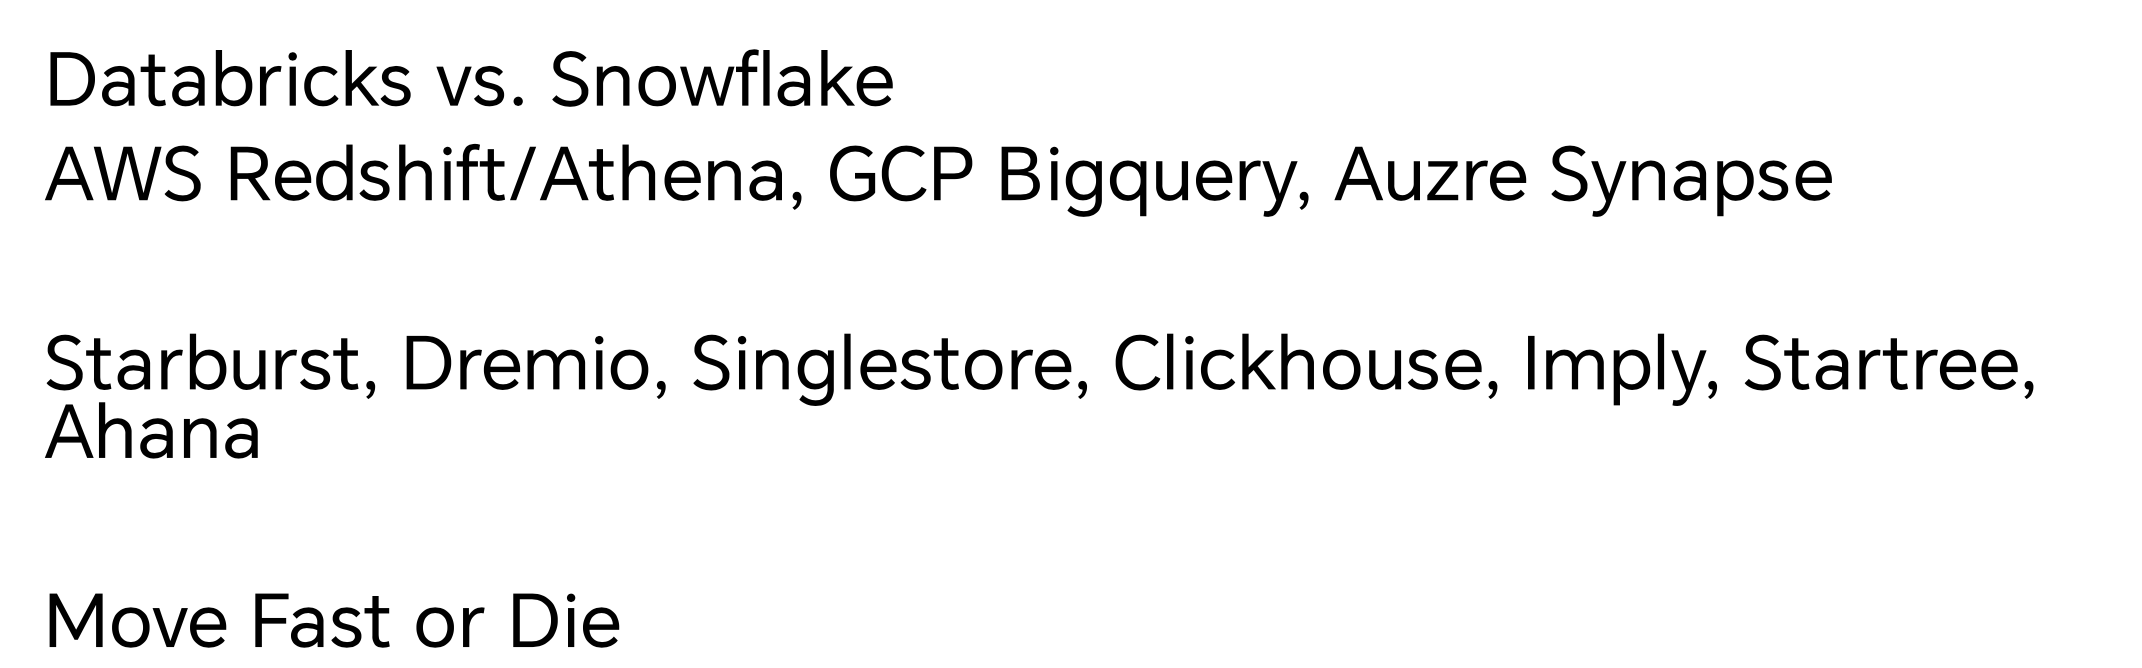 Databricks vs. Snowflake
AWS Redshift/Athena, GCP Bigquery, Auzre Synapse
Starburst, Dremio, Singlestore, Clickhouse, Imply, Startree,
Ahana
Move Fast or Die